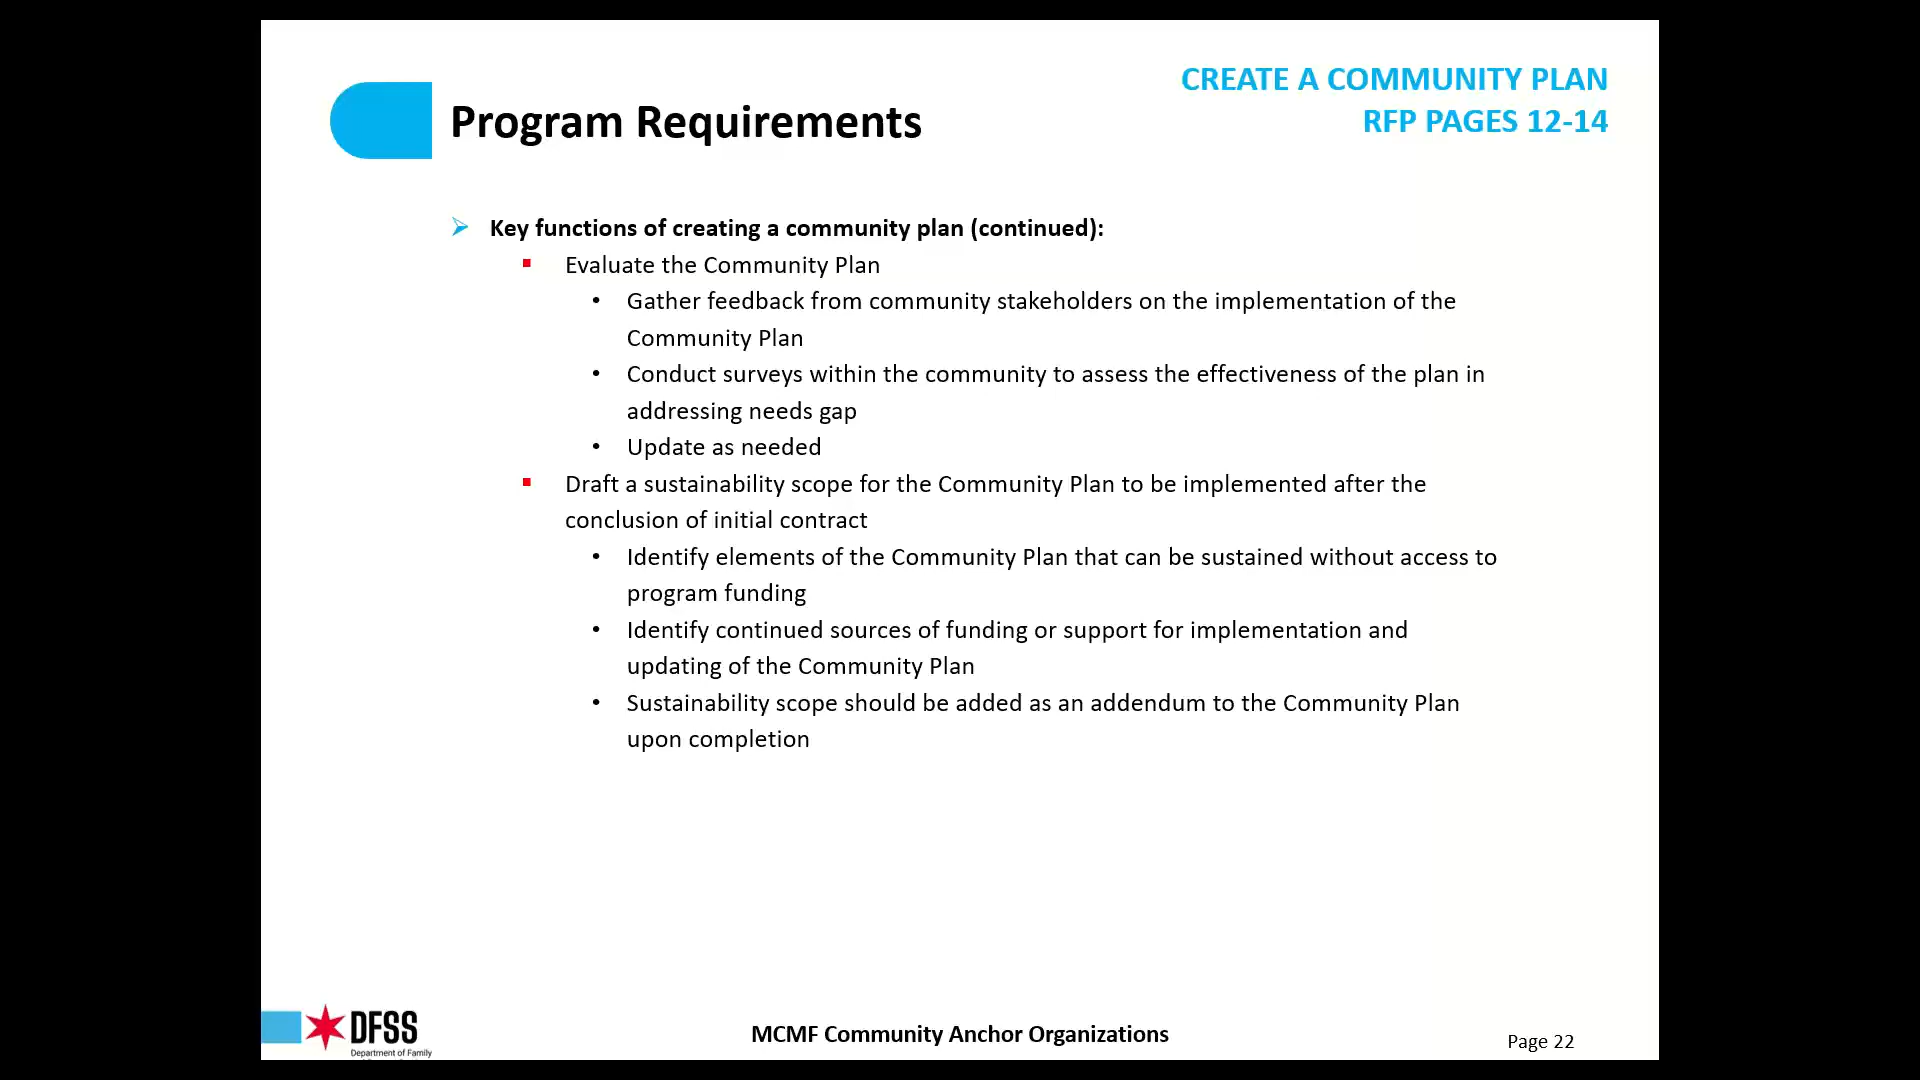 CREATE A COMMUNITY PLAN
RFP PAGES 12-14
Program Requirements
Key functions of creating a community plan (continued):
Evaluate the Community Plan
Gather feedback from community stakeholders on the implementation of the
Community Plan
Conduct surveys within the community to assess the effectiveness of the plan in
addressing needs gap
Update as needed
Draft a sustainability scope for the Community Plan to be implemented after the
conclusion of initial contract
Identify elements of the Community Plan that can be sustained without access to
program funding
Identify continued sources of funding or support for implementation and
updating of the Community Plan
Sustainability scope should be added as an addendum to the Community Plan
upon completion
DFSS
Department of Family
MCMF Community Anchor Organizations
Page 22